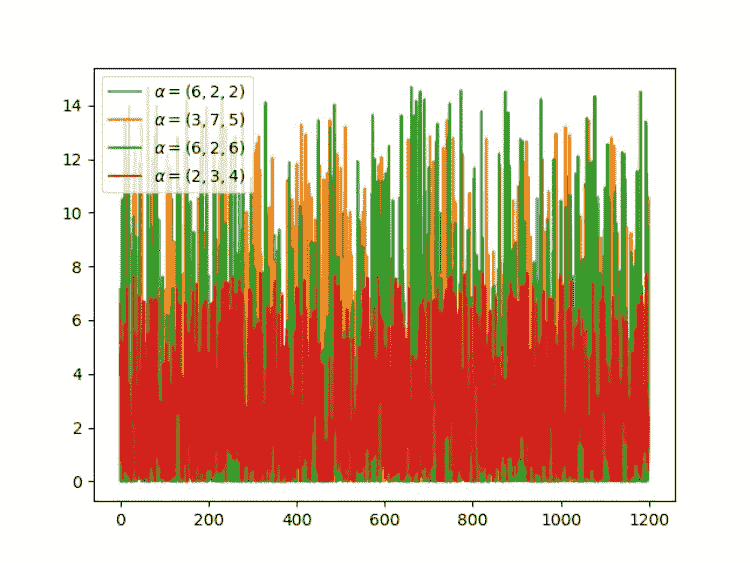 α = (6, 2, 2)
α = (3, 7, 5)
α = (6, 2, 6)
α = (2, 3, 4)
14
12
10
8
6
4
2
0
0 200 400 600 800 1000 1200